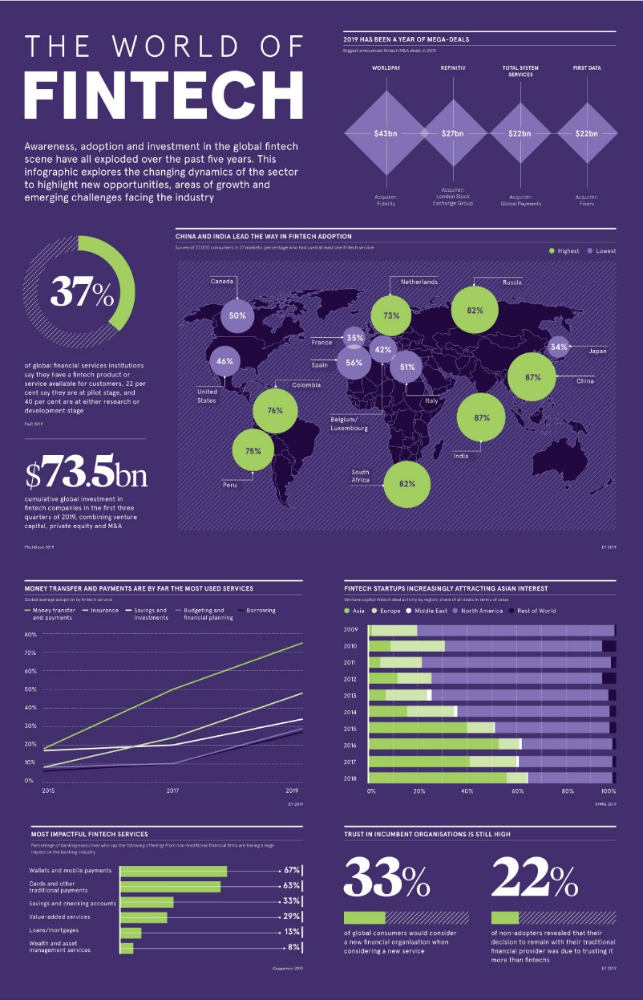 THE WORLD OF
FINTECH
Awareness, adoption and investment in the global fintech
scene have all exploded over the past five years. This
infographic explores the changing dynamics of the sector
to highlight new opportunities, areas of growth and
emerging challenges facing the industry
2019 HAS BEEN A YEAR OF MEGA-DEALS
Biggest announced fintech M&A deals in 2019
WORLDPAY
$43bn
Acquirer:
Fidelity
REFINITIV
$27bn
Acquirer:
London Stock
Exchange Group
TOTAL SYSTEM
SERVICES
$22bn
Acquirer:
Global Payments
FIRST DATA
$22bn
Acquirer:
Fiserv
37%
of global financial services institutions
say they have a fintech product or
service available for customers, 22 per
cent say they are at pilot stage, and
40 per cent are at either research or
development stage
PwC 2019
$73.5bn
cumulative global investment in
fintech companies in the first three
quarters of 2019, combining venture
capital, private equity and M&A
PitchBook 2019
CHINA AND INDIA LEAD THE WAY IN FINTECH ADOPTION
Survey of 27,000 consumers in 27 markets; percentage who had used at least one fintech service
Highest
Lowest
Canada
50%
Netherlands
73%
Russia
82%
France
35%
42%
Spain
56%
51%
Italy
34%
Japan
46%
United
States
Colombia
76%
Belgium/
Luxembourg
87%
China
87%
India
75%
Peru
South
Africa
82%
EY 2019
MONEY TRANSFER AND PAYMENTS ARE BY FAR THE MOST USED SERVICES
Global average adoption by fintech service
Money transfer
and payments
Insurance
Savings and
investments
Budgeting and
financial planning
Borrowing
80%
70%
60%
50%
40%
30%
20%
10%
0%
2015
2017
2019
EY 2019
FINTECH STARTUPS INCREASINGLY ATTRACTING ASIAN INTEREST
Venture capital fintech deal activity by region; share of all deals in terms of value
Asia
Europe
Middle East
North America
Rest of World
2009
2010
2011
2012
2013
2014
2015
2016
2017
2018
0%
20%
40%
60%
80%
100%
KPMG 2019
MOST IMPACTFUL FINTECH SERVICES
Percentage of banking executives who say the following offerings from non-traditional financial firms are having a large
impact on the banking industry
Wallets and mobile payments
67%
Cards and other
traditional payments
63%
Savings and checking accounts
33%
Value-added services
29%
Loans/mortgages
13%
Wealth and asset
management services
8%
Capgemini 2019
TRUST IN INCUMBENT ORGANISATIONS IS STILL HIGH
33%
of global consumers would consider
a new financial organisation when
considering a new service
22%
of non-adopters revealed that their
decision to remain with their traditional
financial provider was due to trusting it
more than fintechs
EY 2019